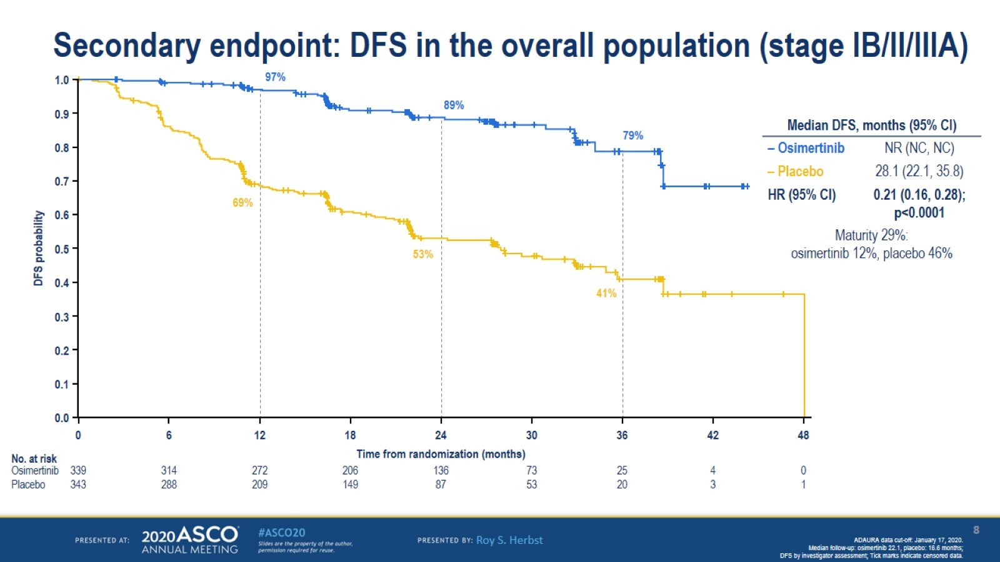 Secondary endpoint: DFS in the overall population (stage IB/II/IIIA)
1.0
0.9
0.8
0.7
0.6
0.5
0.4
0.3
0.2
0.1
0.0
DFS probability
97%
89%
79%
69%
53%
41%
Median DFS, months (95% CI)
– Osimertinib NR (NC, NC)
– Placebo 28.1 (22.1, 35.8)
HR (95% CI) 0.21 (0.16, 0.28);
p<0.0001
Maturity 29%:
osimertinib 12%, placebo 46%
0 6 12 18 24 30 36 42 48
Time from randomization (months)
No. at risk
Osimertinib 339 314 272 206 136 73 25 4 0
Placebo 343 288 209 149 87 53 20 3 1
PRESENTED AT:
2020 ASCO
ANNUAL MEETING
#ASCO20
Slides are the property of the author,
permission required for reuse.
PRESENTED BY: Roy S. Herbst
8
ADAURA data cut-off: January 17, 2020.
Median follow-up: osimertinib 22.1, placebo: 16.6 months;
DFS by investigator assessment; Tick marks indicate censored data.